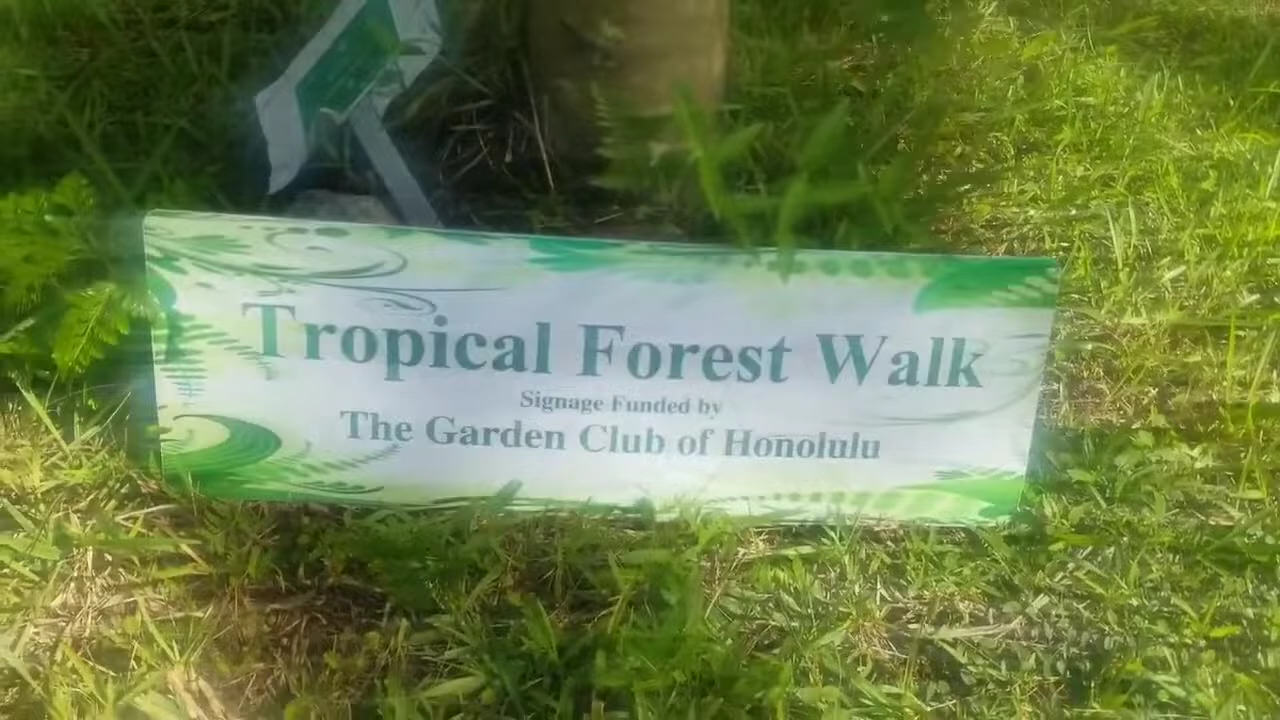 Tropical Forest Walk
Signage Funded by
The Garden Club of Honolulu